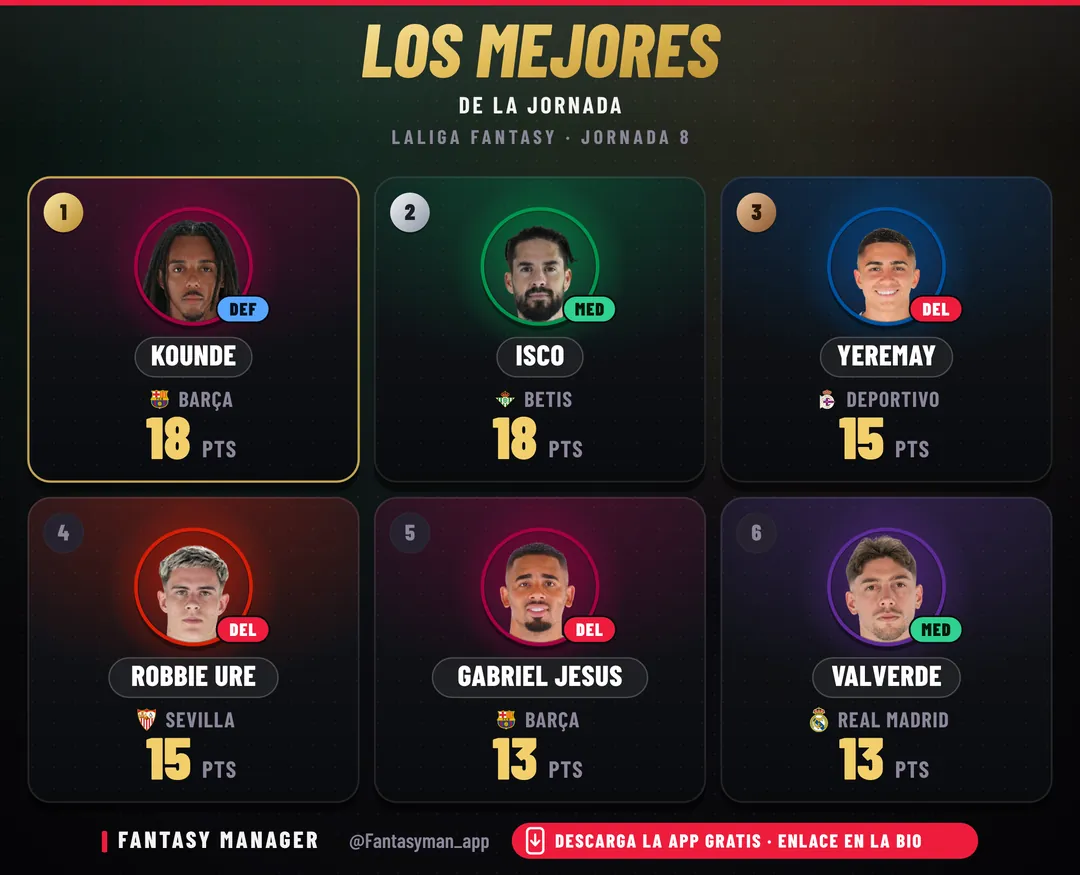 LOS MEJORES
DE LA JORNADA
LALIGA FANTASY · JORNADA 8
1
DEF
KOUNDE
BARÇA
18 PTS
2
MED
ISCO
BETIS
18 PTS
3
DEL
YEREMAY
DEPORTIVO
15 PTS
4
DEL
ROBBIE URE
SEVILLA
15 PTS
5
DEL
GABRIEL JESUS
BARÇA
13 PTS
6
MED
VALVERDE
REAL MADRID
13 PTS
FANTASY MANAGER @Fantasyman_app DESCARGA LA APP GRATIS · ENLACE EN LA BIO